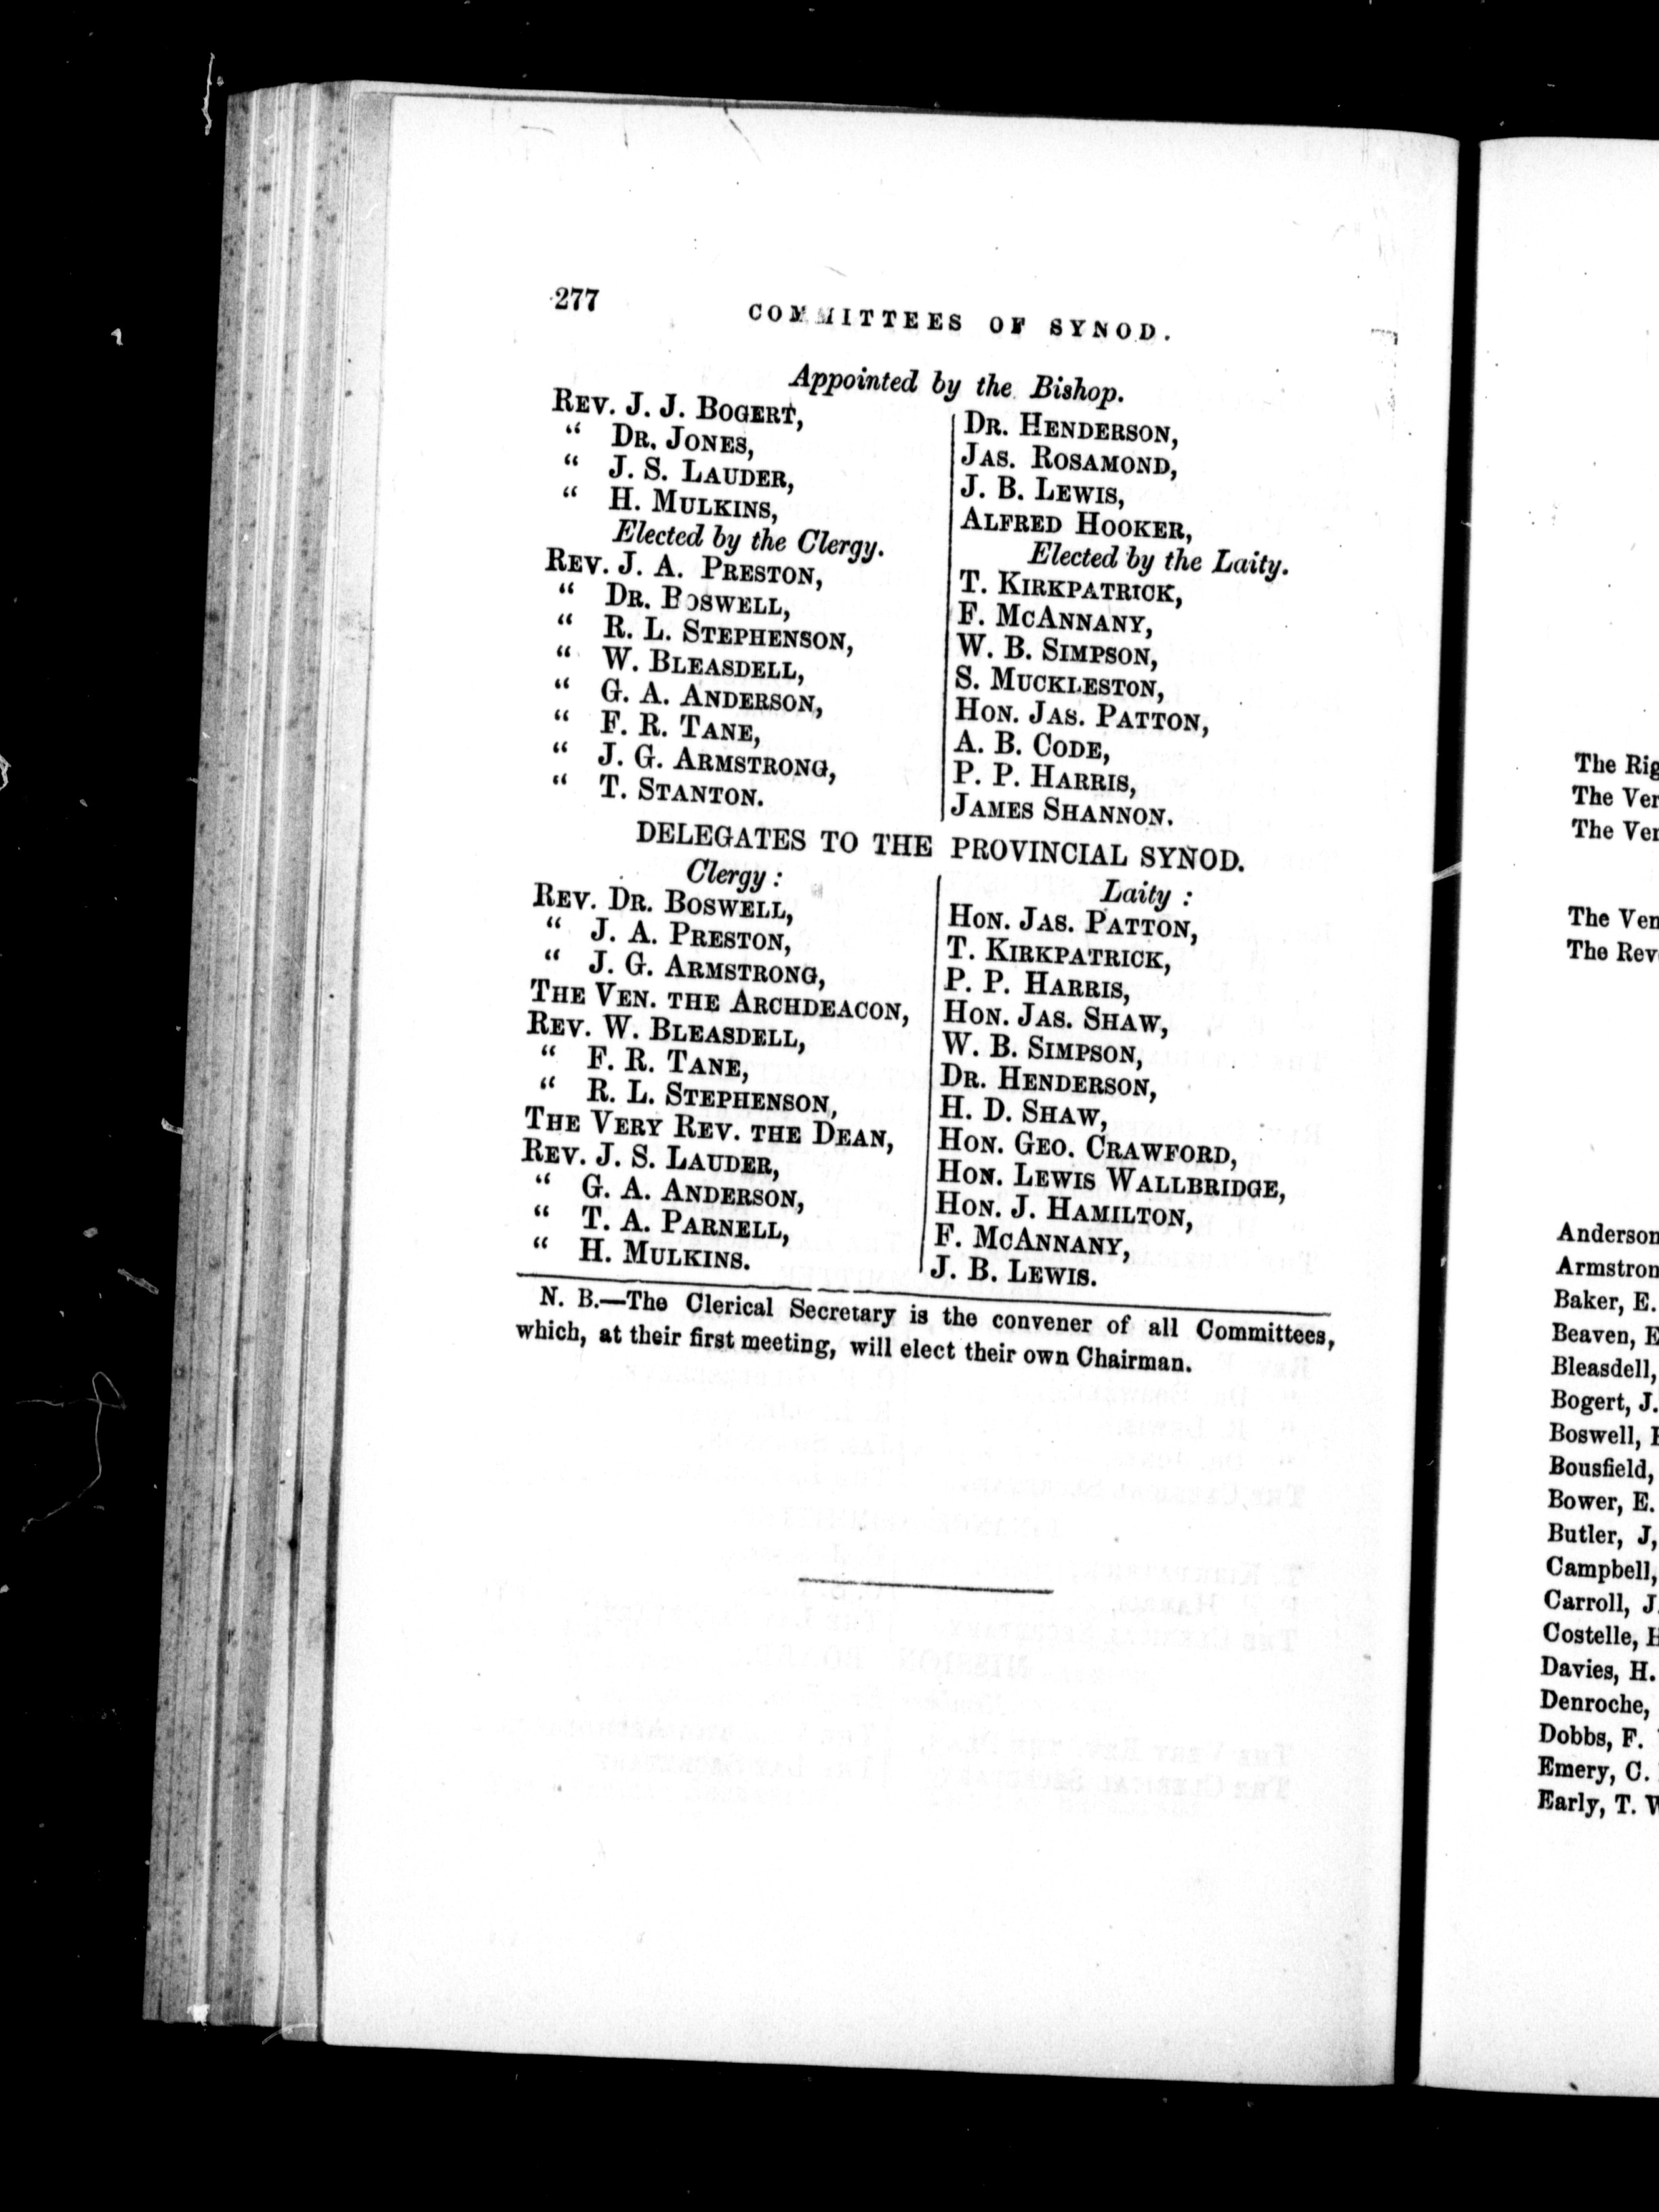 277
COMMITTEES OF SYNOD.
Appointed by the Bishop.
REV. J. J. BOGERT,
“ DR. JONES,
“ J. S. LAUDER,
“ H. MULKINS,
Elected by the Clergy.
REV. J. A. PRESTON,
“ DR. BOSWELL,
“ R. L. STEPHENSON,
“ W. BLEASDELL,
“ G. A. ANDERSON,
“ F. R. TANE,
“ J. G. ARMSTRONG,
“ T. STANTON.
DR. HENDERSON,
JAS. ROSAMOND,
J. B. LEWIS,
ALFRED HOOKER,
Elected by the Laity.
T. KIRKPATRICK,
F. MCANNANY,
W. B. SIMPSON,
S. MUCKLESTON,
HON. JAS. PATTON,
A. B. CODE,
P. P. HARRIS,
JAMES SHANNON.
DELEGATES TO THE PROVINCIAL SYNOD.
Clergy :
REV. DR. BOSWELL,
“ J. A. PRESTON,
“ J. G. ARMSTRONG,
THE VEN. THE ARCHDEACON,
REV. W. BLEASDELL,
“ F. R. TANE,
“ R. L. STEPHENSON,
THE VERY REV. THE DEAN,
REV. J. S. LAUDER,
“ G. A. ANDERSON,
“ T. A. PARNELL,
“ H. MULKINS.
Laity :
HON. JAS. PATTON,
T. KIRKPATRICK,
P. P. HARRIS,
HON. JAS. SHAW,
W. B. SIMPSON,
DR. HENDERSON,
H. D. SHAW,
HON. GEO. CRAWFORD,
HON. LEWIS WALLBRIDGE,
HON. J. HAMILTON,
F. MCANNANY,
J. B. LEWIS.
N. B.—The Clerical Secretary is the convener of all Committees,
which, at their first meeting, will elect their own Chairman.
The Rig
The Ver
The Ver
The Ven
The Rev
Anderson
Armstron
Baker, E.
Beaven, E
Bleasdell,
Bogert, J.
Boswell,
Bousfield,
Bower, E.
Butler, J,
Campbell,
Carroll, J.
Costelle, H
Davies, H.
Denroche,
Dobbs, F.
Emery, C.
Early, T. W